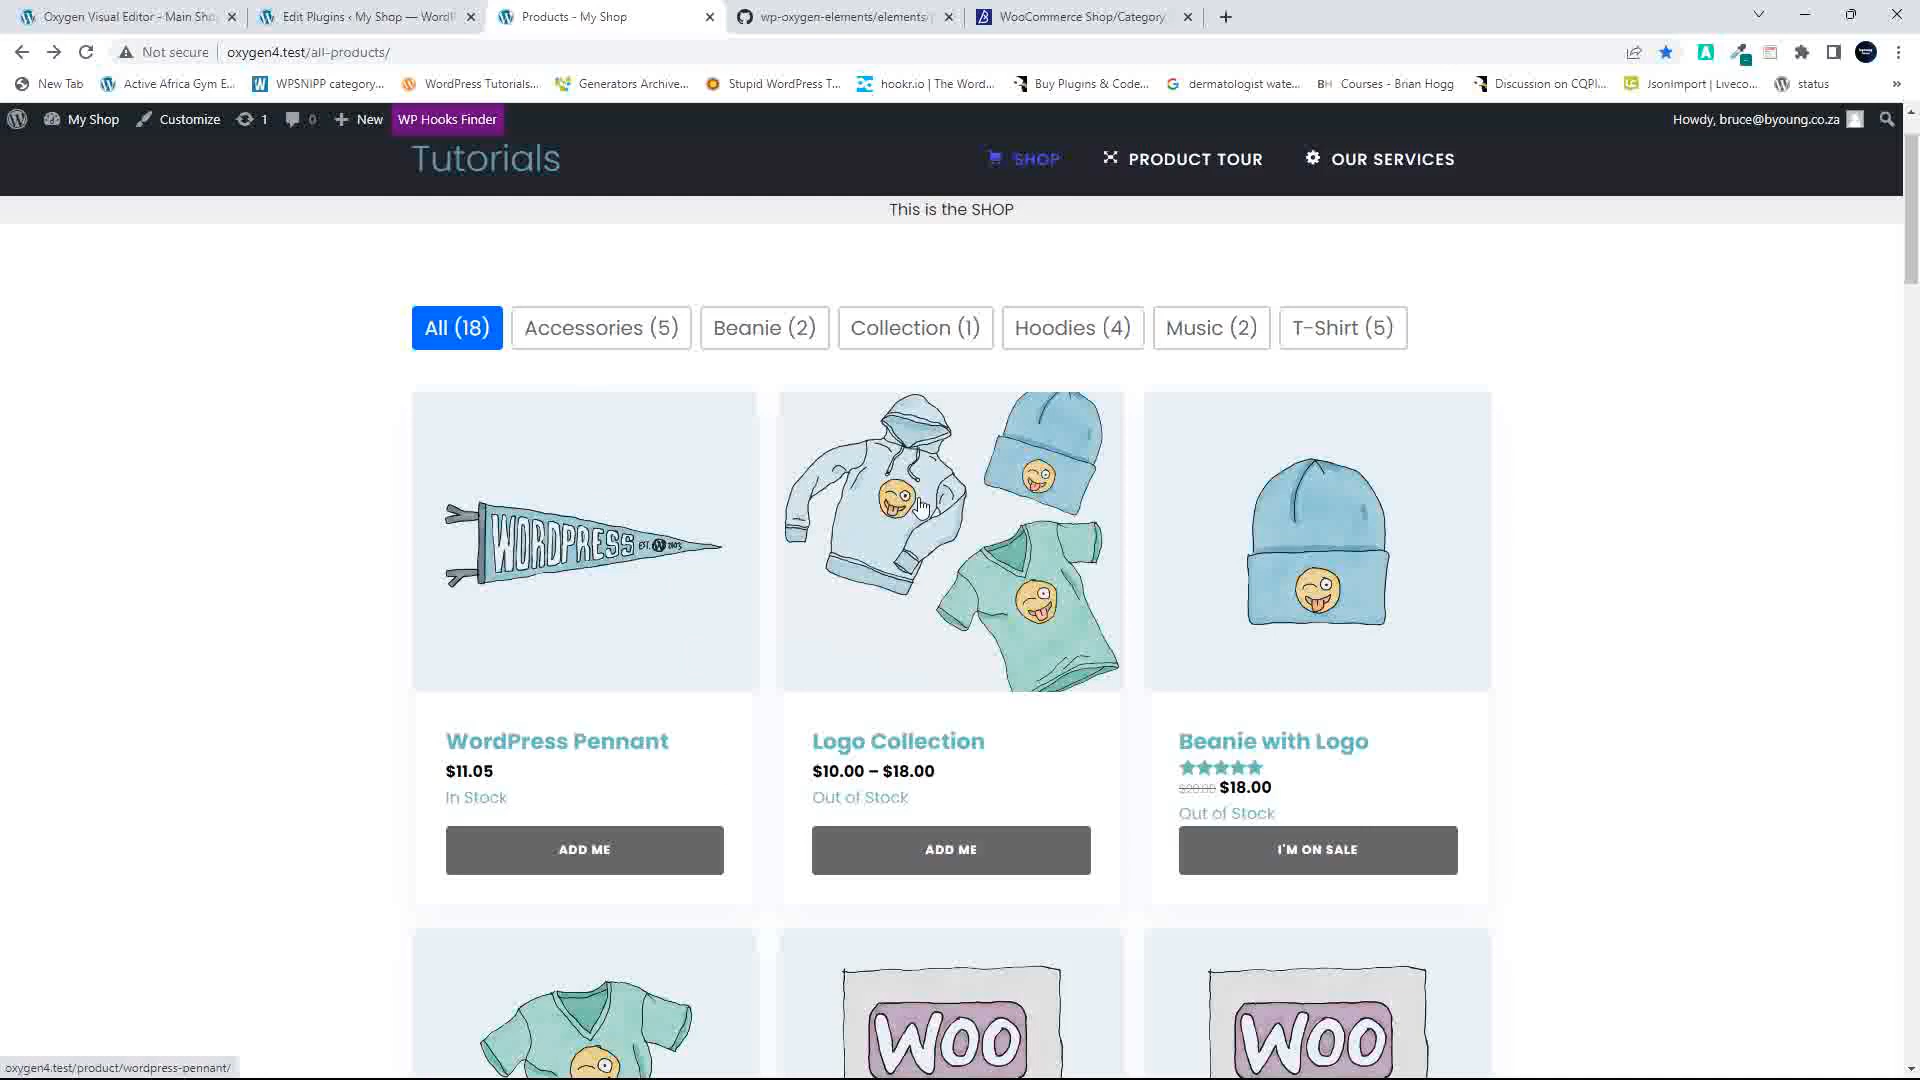 Oxygen Visual Editor - Main Sho
Edit Plugins ‹ My Shop — WordP
Products - My Shop
wp-oxygen-elements/elements/
WooCommerce Shop/Category
Not secure
oxygen4.test/all-products/
New Tab
Active Africa Gym E...
WPSNIPP category...
WordPress Tutorials...
Generators Archive...
Stupid WordPress T...
hookr.io | The Word...
Buy Plugins & Code...
dermatologist wate...
BH Courses - Brian Hogg
Discussion on CQPI...
JsonImport | Liveco...
status
»
My Shop
Customize
1
0
New
WP Hooks Finder
Howdy, bruce@byoung.co.za
Tutorials
SHOP
PRODUCT TOUR
OUR SERVICES
This is the SHOP
All (18)
Accessories (5)
Beanie (2)
Collection (1)
Hoodies (4)
Music (2)
T-Shirt (5)
WORDPRESS
WordPress Pennant
$11.05
In Stock
ADD ME
Logo Collection
$10.00 – $18.00
Out of Stock
ADD ME
Beanie with Logo
$20.00 $18.00
Out of Stock
I'M ON SALE
WOO
WOO
oxygen4.test/product/wordpress-pennant/